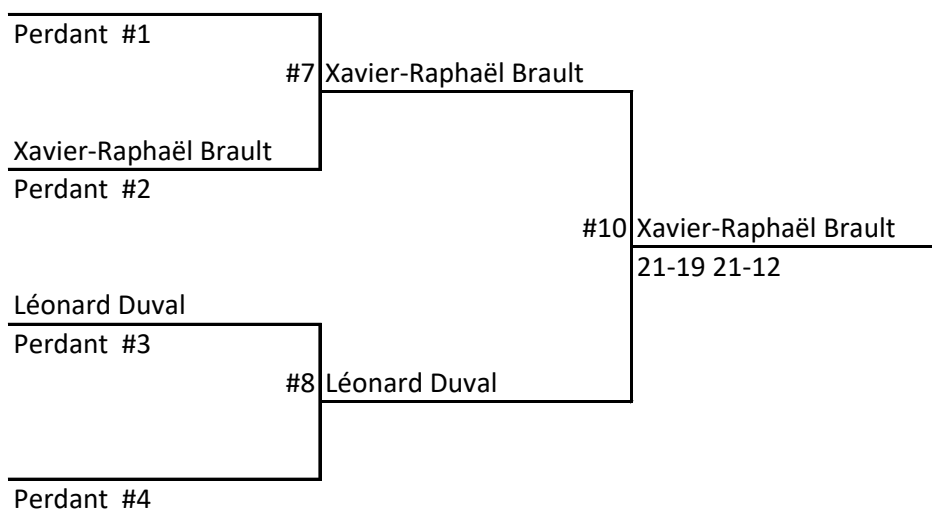 Perdant #1
#7 Xavier-Raphaël Brault
Xavier-Raphaël Brault
Perdant #2
#10 Xavier-Raphaël Brault
21-19 21-12
Léonard Duval
Perdant #3
#8 Léonard Duval
Perdant #4